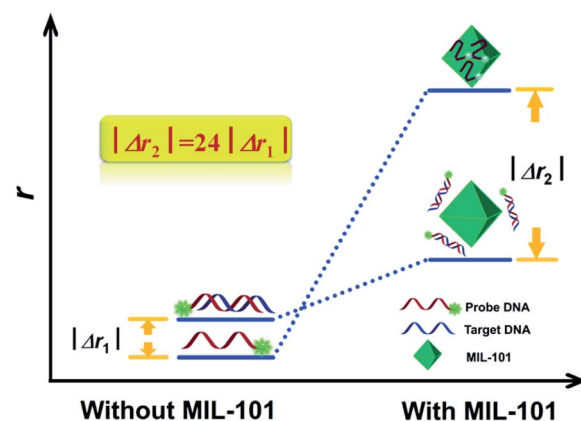 |Δr₂|=24|Δr₁|
r
|Δr₂|
|Δr₁|
Probe DNA
Target DNA
MIL-101
Without MIL-101
With MIL-101